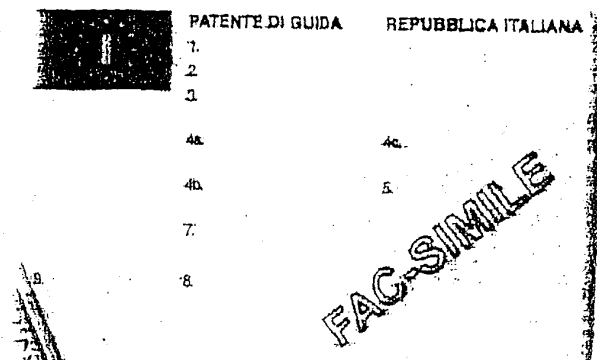 I
PATENTE DI GUIDA REPUBBLICA ITALIANA
1.
2
3.
4a. 4c.
4b. 5.
7.
9. 8.
FAC-SIMILE